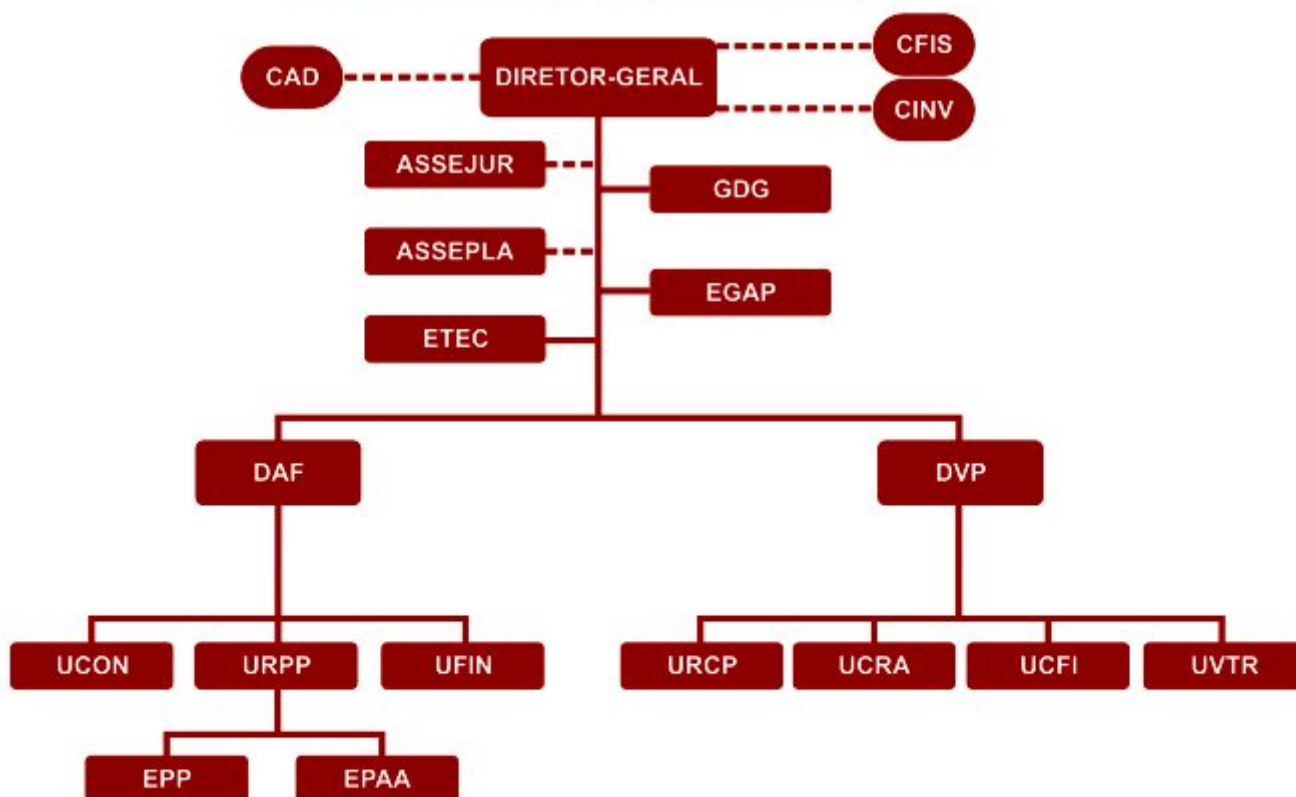 CFIS
CAD
DIRETOR-GERAL
CINV
ASSEJUR
GDG
ASSEPLA
EGAP
ETEC
DAF
DVP
UCON
URPP
UFIN
URCP
UCRA
UCFI
UVTR
EPP
EPAA